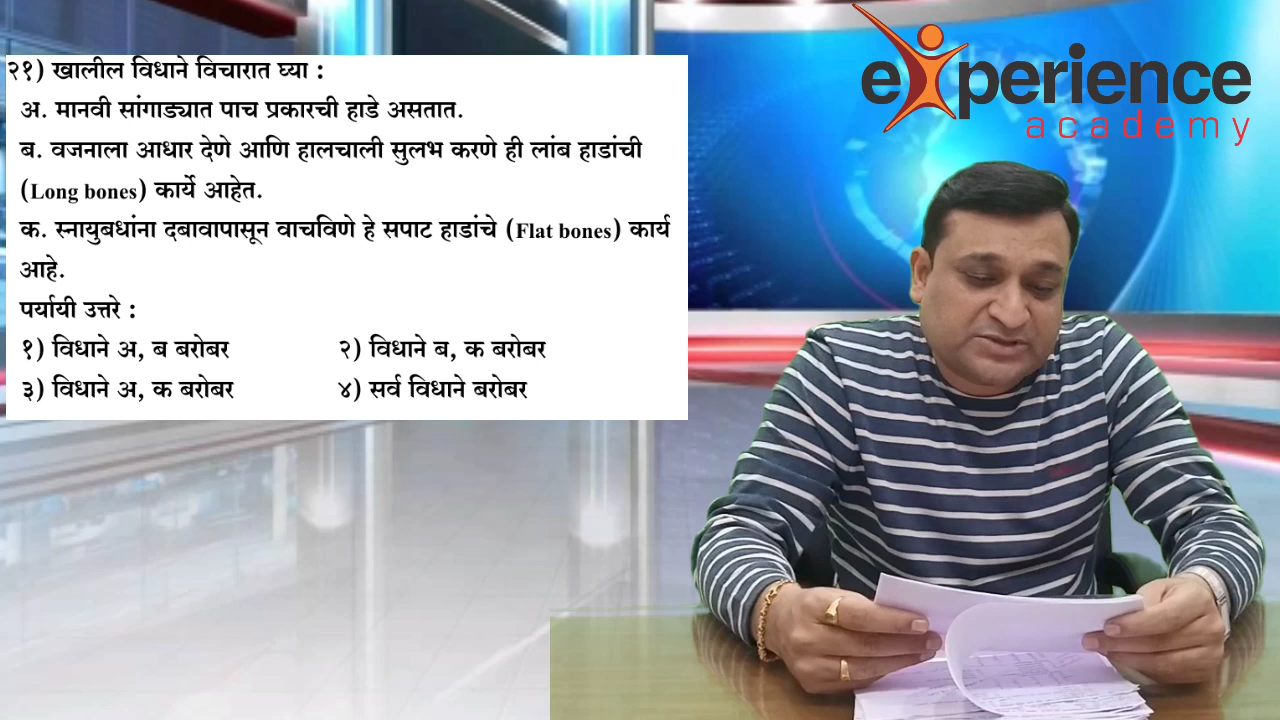 २१) खालील विधाने विचारात घ्या :
अ. मानवी सांगाड्यात पाच प्रकारची हाडे असतात.
ब. वजनाला आधार देणे आणि हालचाली सुलभ करणे ही लांब हाडांची
(Long bones) कार्ये आहेत.
क. स्नायुबधांना दबावापासून वाचविणे हे सपाट हाडांचे (Flat bones) कार्य
आहे.
पर्यायी उत्तरे :
१) विधाने अ, ब बरोबर २) विधाने ब, क बरोबर
३) विधाने अ, क बरोबर ४) सर्व विधाने बरोबर
experience
academy